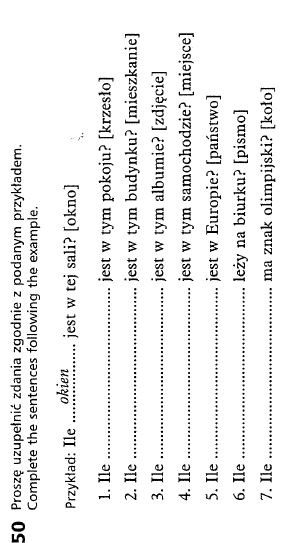 50 Proszę uzupełnić zdania zgodnie z podanym przykładem.
Complete the sentences following the example.
Przykład: Ile ......okien...... jest w tej sali? [okno]
1. Ile ........................................ jest w tym pokoju? [krzesło]
2. Ile ........................................ jest w tym budynku? [mieszkanie]
3. Ile ........................................ jest w tym albumie? [zdjęcie]
4. Ile ........................................ jest w tym samochodzie? [miejsce]
5. Ile ........................................ jest w Europie? [państwo]
6. Ile ........................................ leży na biurku? [pismo]
7. Ile ........................................ ma znak olimpijski? [koło]